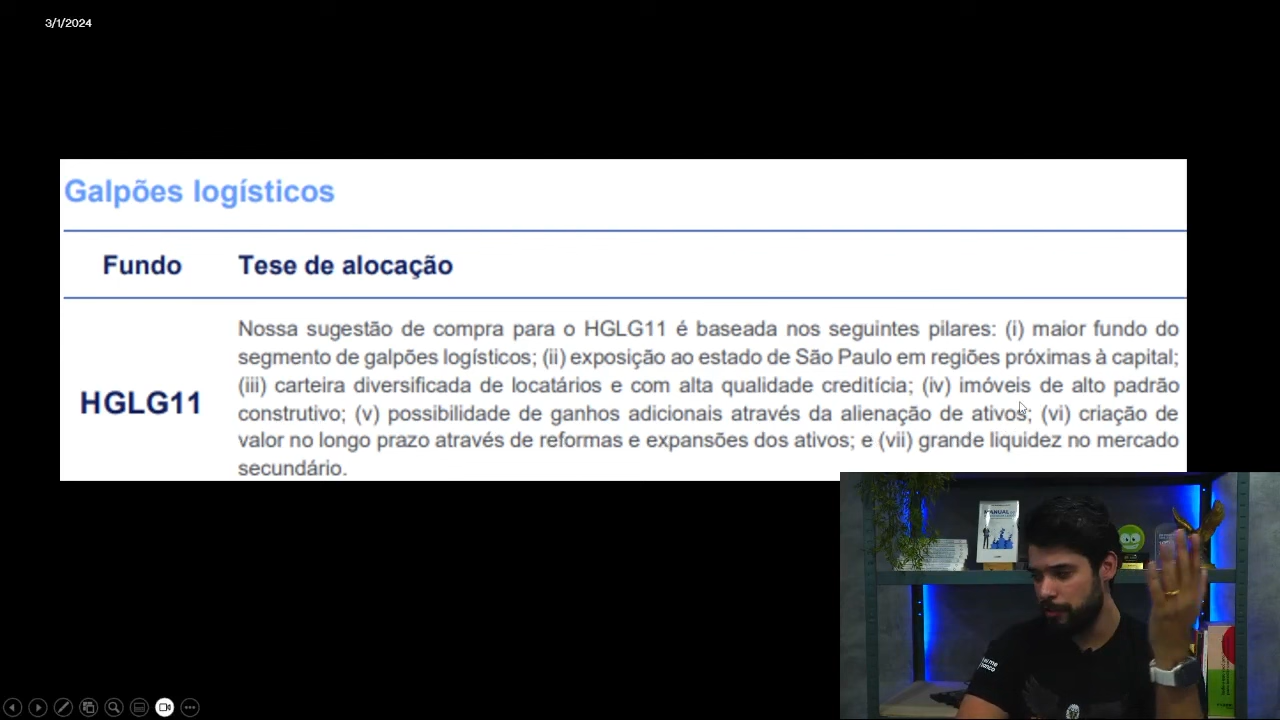 3/1/2024
Galpões logísticos
Fundo Tese de alocação
Nossa sugestão de compra para o HGLG11 é baseada nos seguintes pilares: (i) maior fundo do
segmento de galpões logísticos; (ii) exposição ao estado de São Paulo em regiões próximas à capital;
(iii) carteira diversificada de locatários e com alta qualidade creditícia; (iv) imóveis de alto padrão
HGLG11
construtivo; (v) possibilidade de ganhos adicionais através da alienação de ativos; (vi) criação de
valor no longo prazo através de reformas e expansões dos ativos; e (vii) grande liquidez no mercado
secundário.
MANUAL